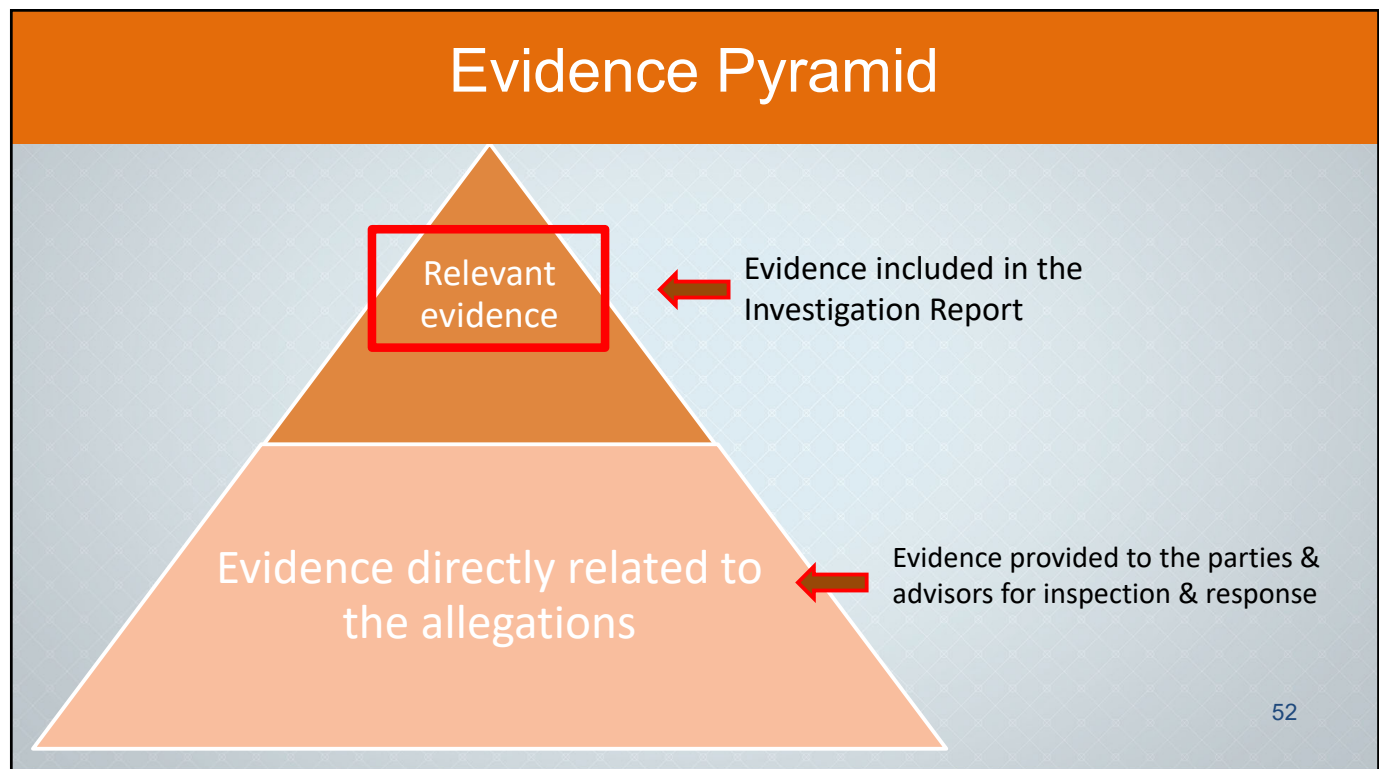 Evidence Pyramid
Relevant
evidence
Evidence included in the
Investigation Report
Evidence directly related to
the allegations
Evidence provided to the parties &
advisors for inspection & response
52